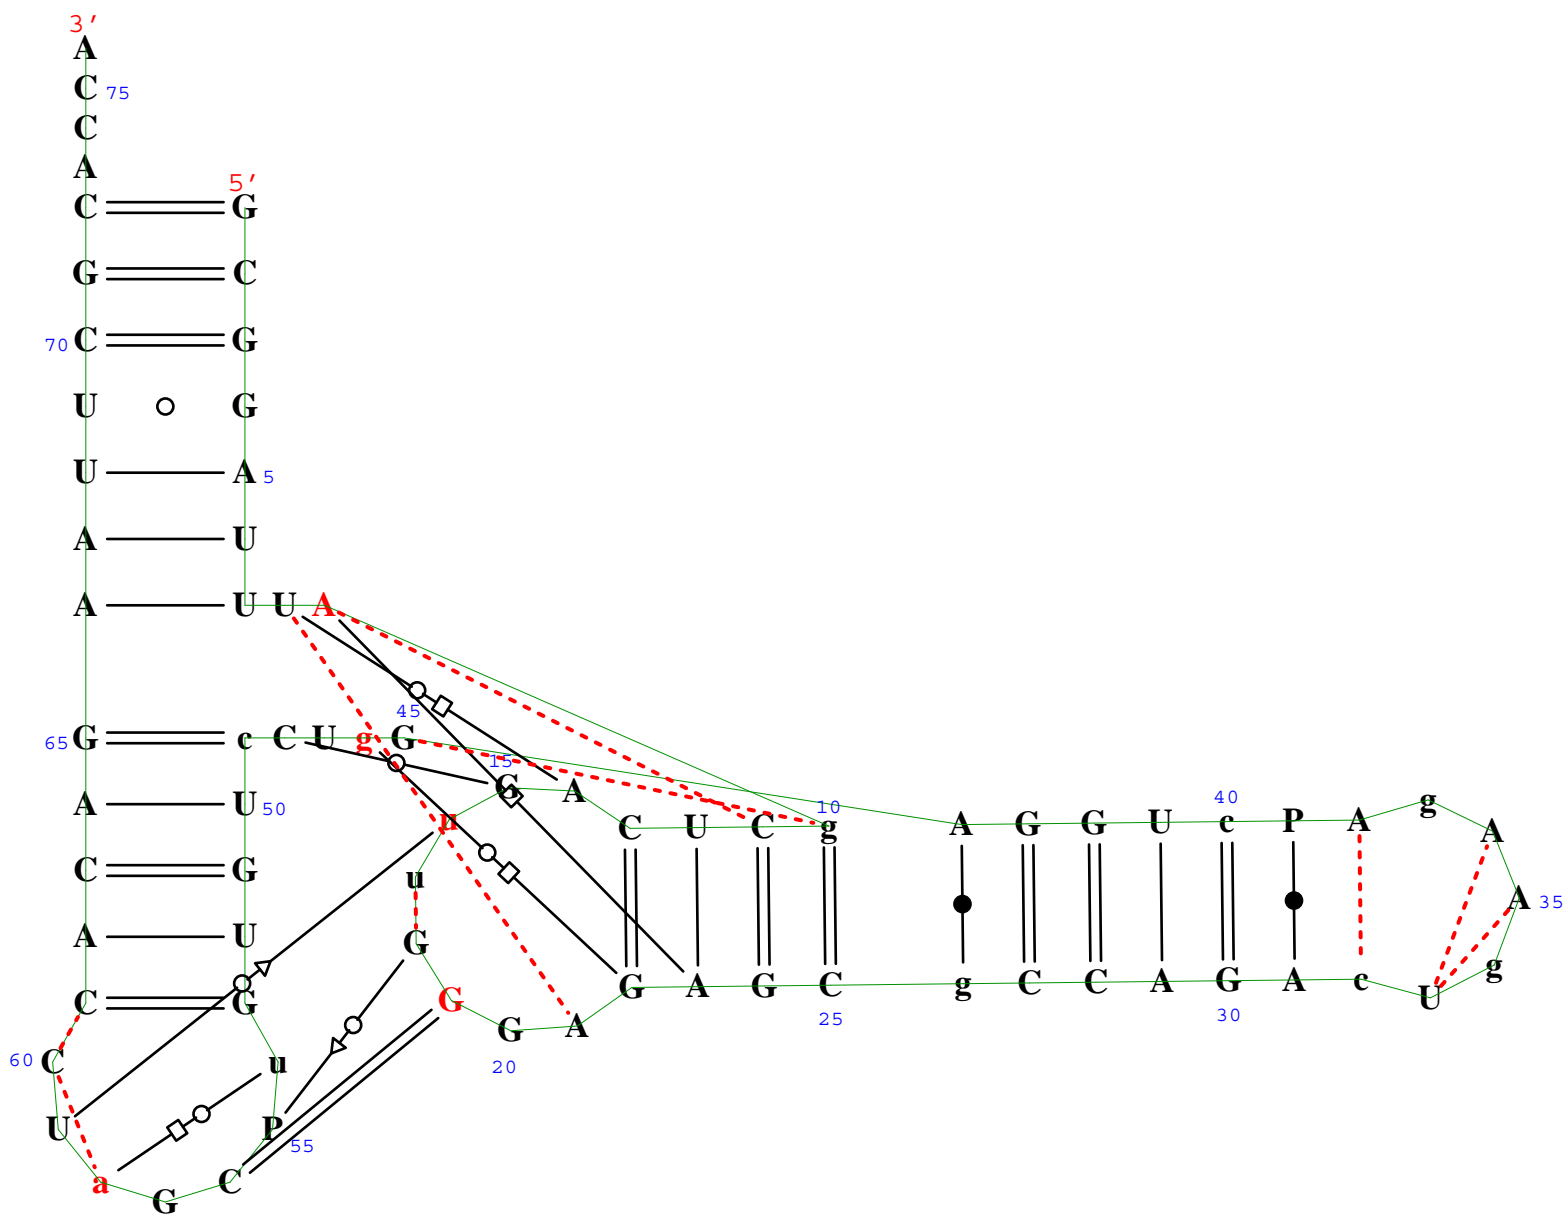 3'
A
C 75
C
A
5'
C G
G C
70 C G
U G
U A 5
A U
A U U A
45
65 G c C U g G
15
G A
A U 50
u C U C g 10
A G G U c P A g A
40
C G
u
A U
G
A 35
C G
G A G C
25
g C C A G A c U g
30
G G A
20
60 C u
U P 55
a G C